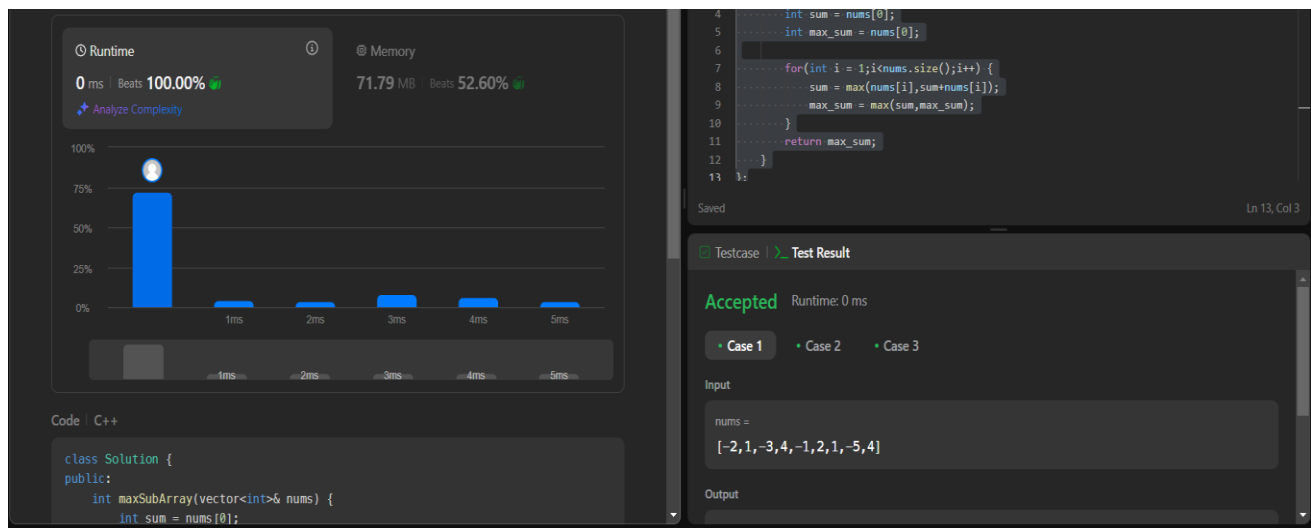 Runtime
0 ms | Beats 100.00%
Analyze Complexity
Memory
71.79 MB | Beats 52.60%
100%
75%
50%
25%
0%
1ms 2ms 3ms 4ms 5ms
1ms 2ms 3ms 4ms 5ms
Code | C++
class Solution {
public:
    int maxSubArray(vector<int>& nums) {
        int sum = nums[0];
4         int sum = nums[0];
5         int max_sum = nums[0];
6
7         for(int i = 1;i<nums.size();i++) {
8             sum = max(nums[i],sum+nums[i]);
9             max_sum = max(sum,max_sum);
10         }
11         return max_sum;
12     }
13 };
Saved Ln 13, Col 3
Testcase | >_ Test Result
Accepted Runtime: 0 ms
• Case 1 • Case 2 • Case 3
Input
nums =
[-2,1,-3,4,-1,2,1,-5,4]
Output